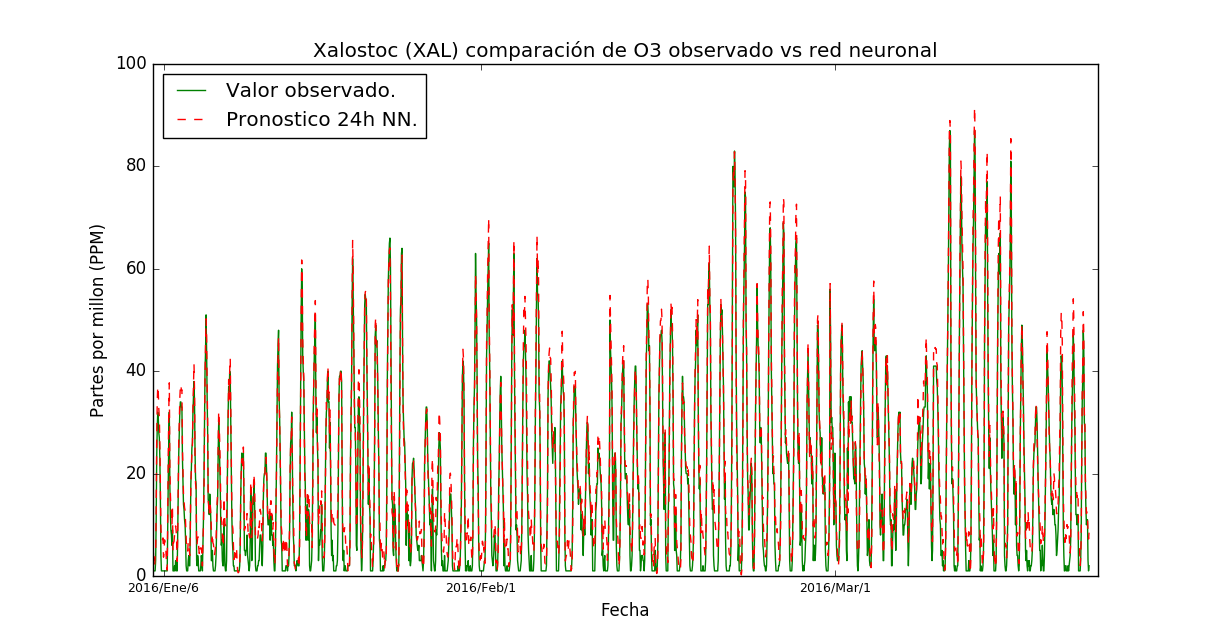 Xalostoc (XAL) comparación de O3 observado vs red neuronal
Valor observado.
Pronostico 24h NN.
100
80
60
40
20
0
Partes por millon (PPM)
2016/Ene/6
2016/Feb/1
2016/Mar/1
Fecha